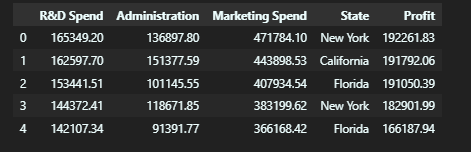 R&D Spend Administration Marketing Spend State Profit
0 165349.20 136897.80 471784.10 New York 192261.83
1 162597.70 151377.59 443898.53 California 191792.06
2 153441.51 101145.55 407934.54 Florida 191050.39
3 144372.41 118671.85 383199.62 New York 182901.99
4 142107.34 91391.77 366168.42 Florida 166187.94